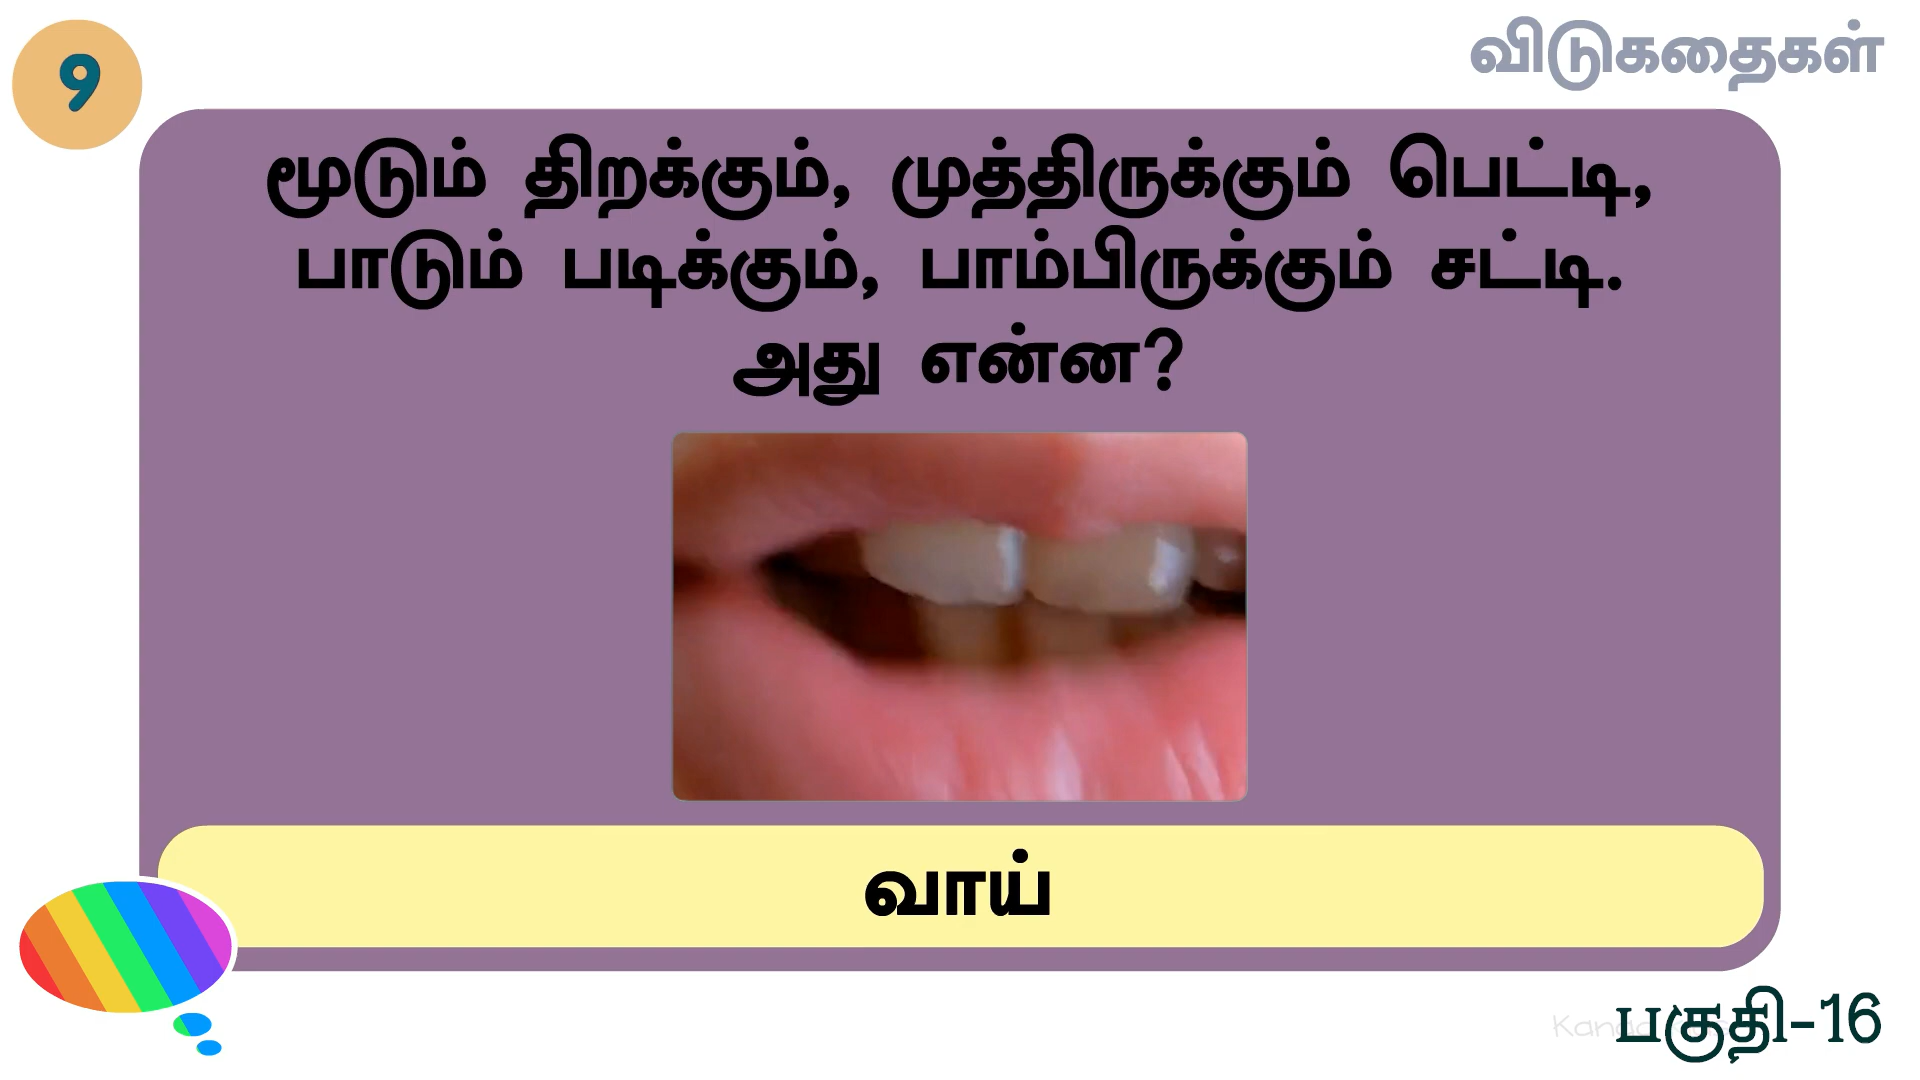 9
விடுகதைகள்
மூடும் திறக்கும், முத்திருக்கும் பெட்டி,
பாடும் படிக்கும், பாம்பிருக்கும் சட்டி.
அது என்ன?
வாய்
பகுதி-16